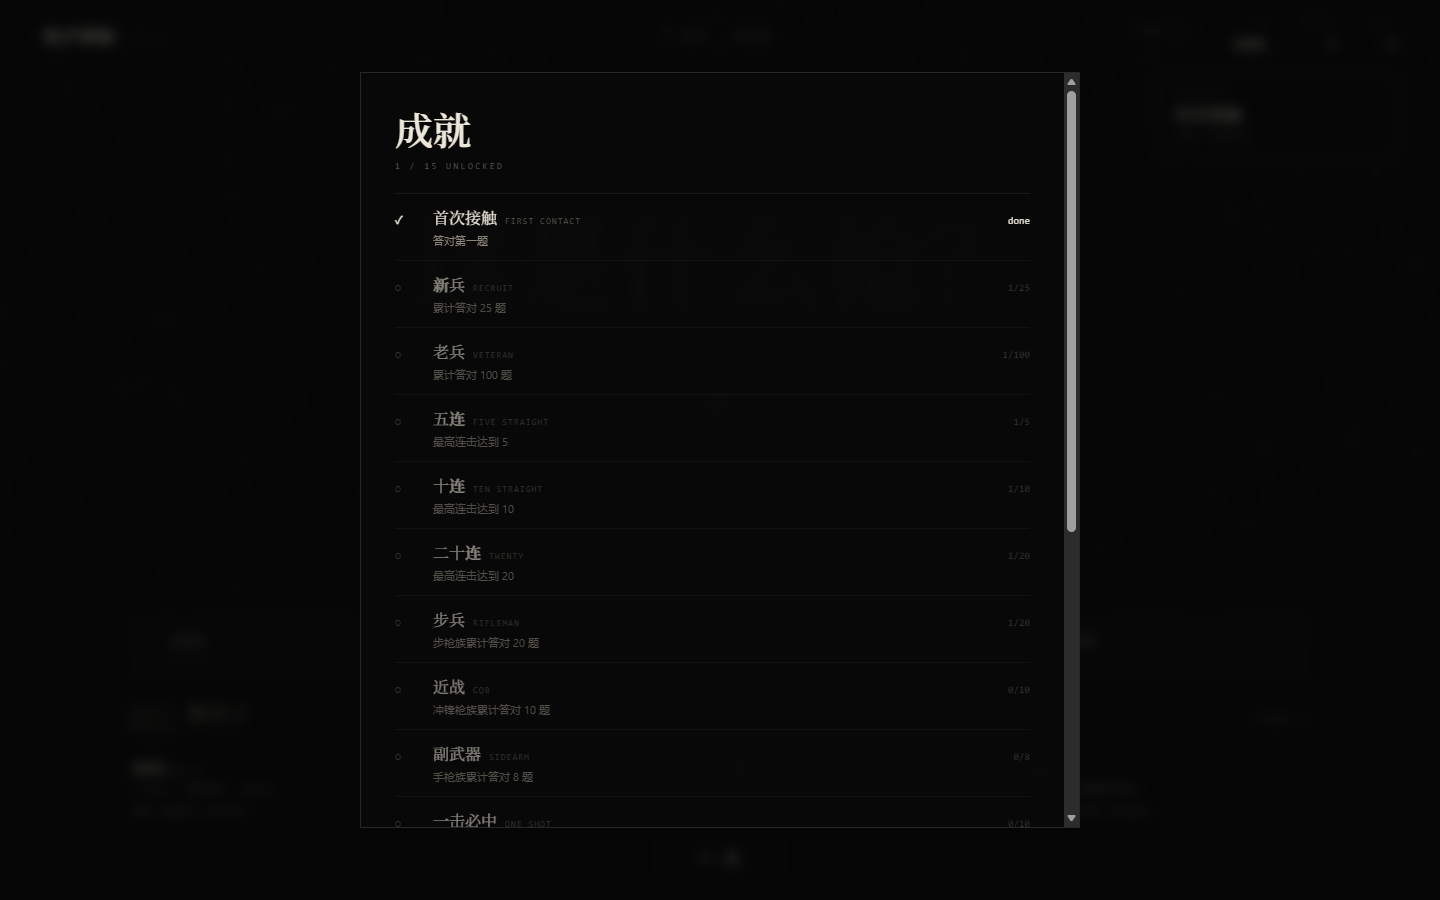 成就
1 / 15 UNLOCKED
✓ 首次接触 FIRST CONTACT done
答对第一题
○ 新兵 RECRUIT 1/25
累计答对 25 题
○ 老兵 VETERAN 1/100
累计答对 100 题
○ 五连 FIVE STRAIGHT 1/5
最高连击达到 5
○ 十连 TEN STRAIGHT 1/10
最高连击达到 10
○ 二十连 TWENTY 1/20
最高连击达到 20
○ 步兵 RIFLEMAN 1/20
步枪族累计答对 20 题
○ 近战 CQB 0/10
冲锋枪族累计答对 10 题
○ 副武器 SIDEARM 0/8
手枪族累计答对 8 题
○ 一击必中 ONE SHOT 0/10